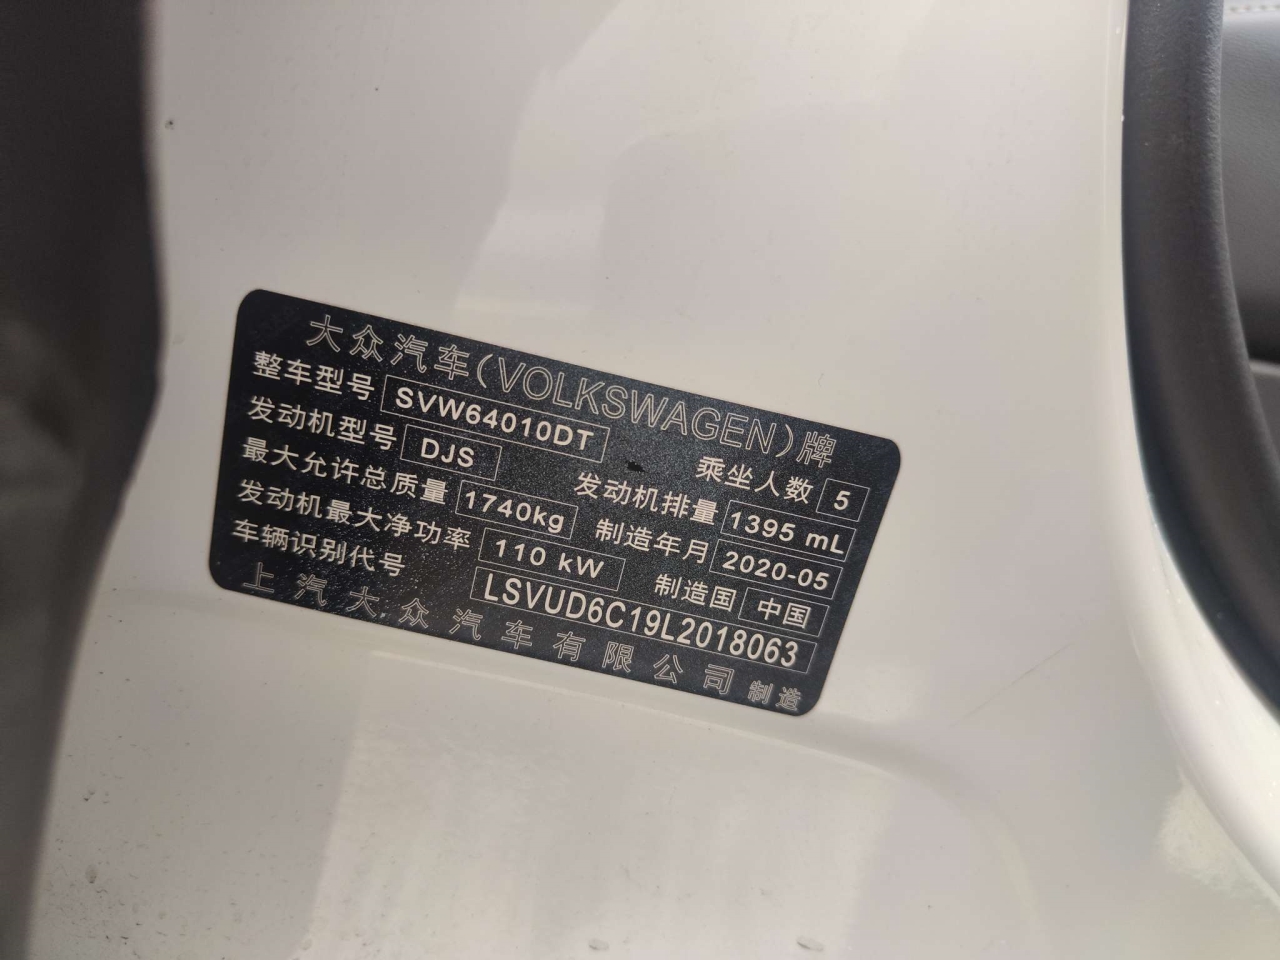 大众汽车(VOLKSWAGEN)牌
整车型号 SVW64010DT 乘坐人数 5
发动机型号 DJS 发动机排量 1395 mL
最大允许总质量 1740kg 制造年月 2020-05
发动机最大净功率 110 kW 制造国 中国
车辆识别代号 LSVUD6C19L2018063
上汽大众汽车有限公司 制造